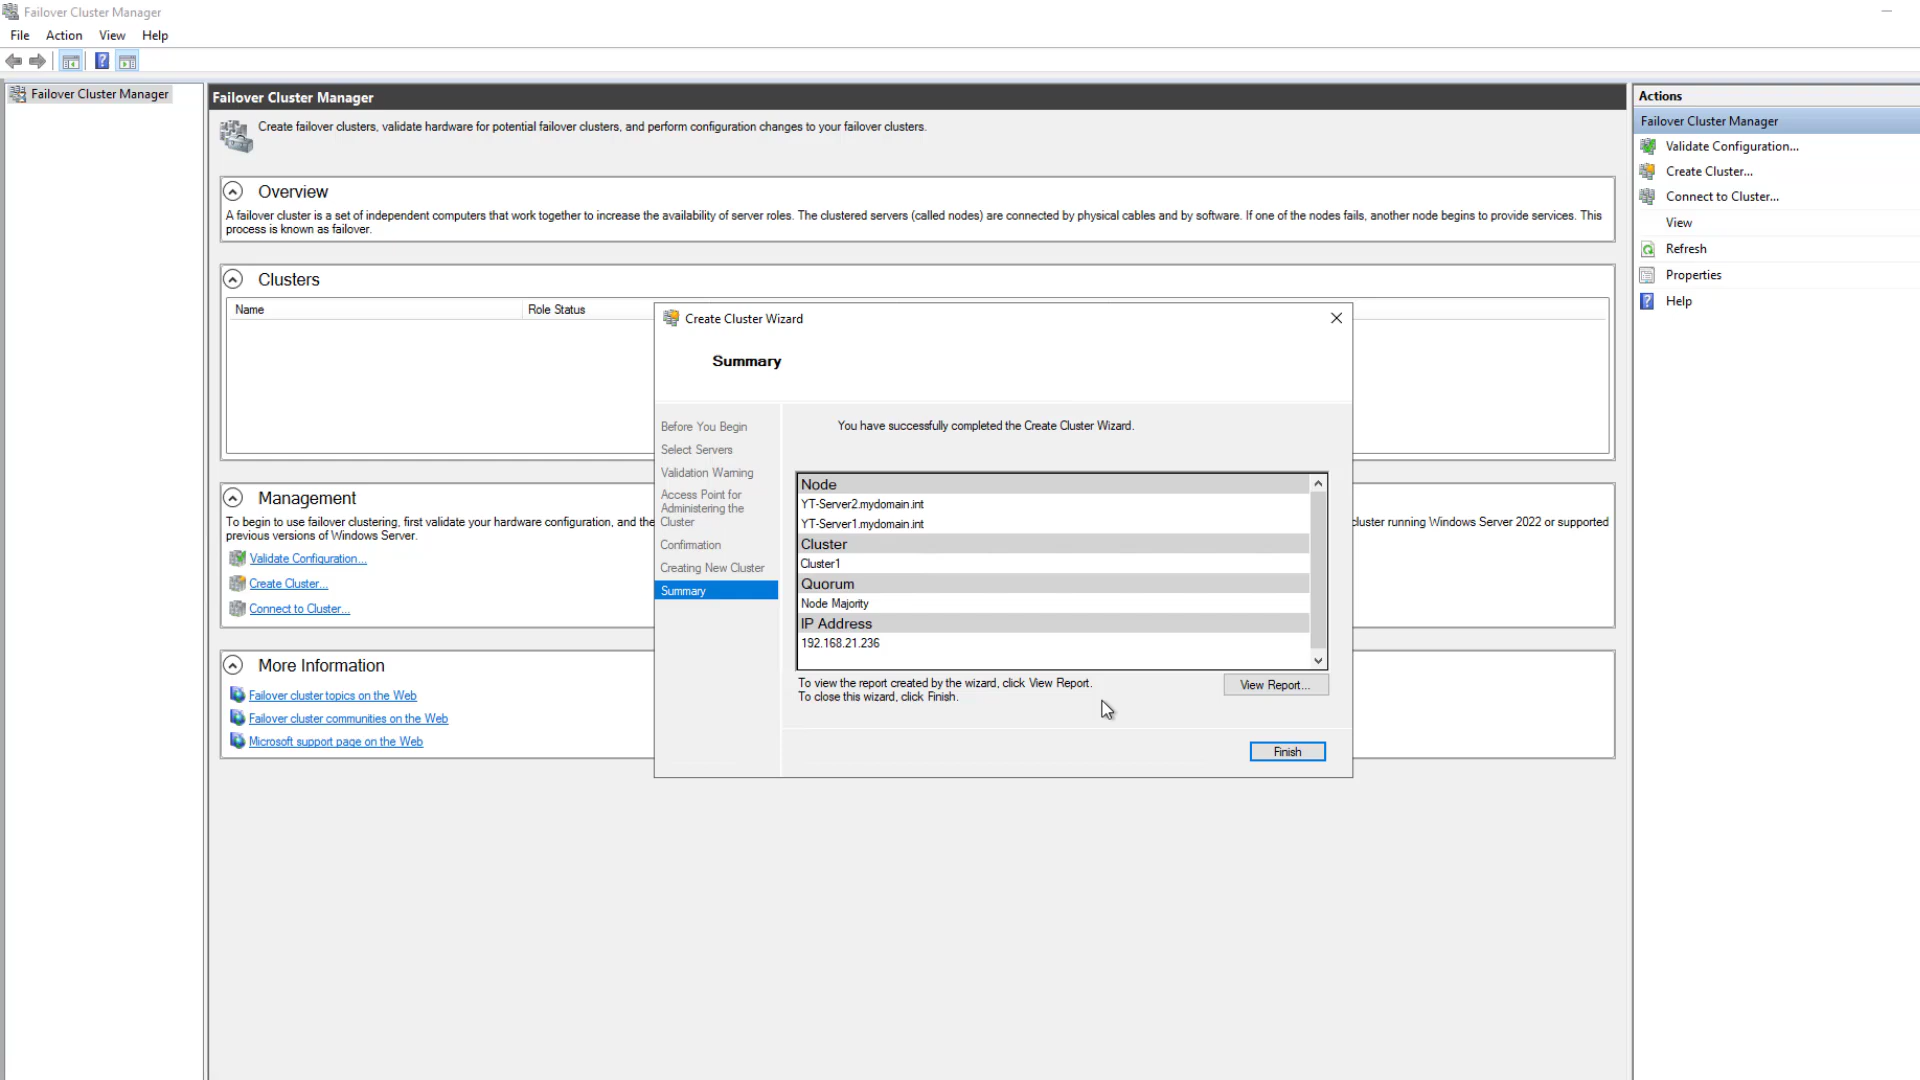 Failover Cluster Manager
File Action View Help
Failover Cluster Manager
Failover Cluster Manager
Create failover clusters, validate hardware for potential failover clusters, and perform configuration changes to your failover clusters.
Overview
A failover cluster is a set of independent computers that work together to increase the availability of server roles. The clustered servers (called nodes) are connected by physical cables and by software. If one of the nodes fails, another node begins to provide services. This
process is known as failover.
Clusters
Name Role Status
Management
To begin to use failover clustering, first validate your hardware configuration, and the
cluster running Windows Server 2022 or supported
previous versions of Windows Server.
Validate Configuration...
Create Cluster...
Connect to Cluster...
More Information
Failover cluster topics on the Web
Failover cluster communities on the Web
Microsoft support page on the Web
Create Cluster Wizard
Summary
Before You Begin
Select Servers
Validation Warning
Access Point for
Administering the
Cluster
Confirmation
Creating New Cluster
Summary
You have successfully completed the Create Cluster Wizard.
Node
YT-Server2.mydomain.int
YT-Server1.mydomain.int
Cluster
Cluster1
Quorum
Node Majority
IP Address
192.168.21.236
To view the report created by the wizard, click View Report.
To close this wizard, click Finish.
View Report...
Finish
Actions
Failover Cluster Manager
Validate Configuration...
Create Cluster...
Connect to Cluster...
View
Refresh
Properties
Help